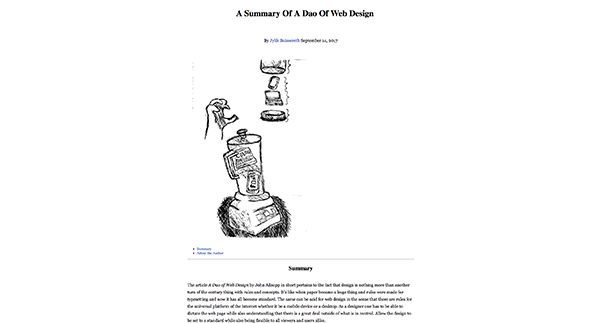 A Summary Of A Dao Of Web Design
By Jylik Bosworth September 12, 2017
Summary
About the Author
Summary
The article A Dao of Web Design by John Allsopp in short pertains to the fact that design is nothing more than another
turn of the century thing with rules and concepts. It's like when paper become a huge thing and rules were made for
typesetting and now it has all become standard. The same can be said for web design in the sense that there are rules for
the universal platform of the internet whether it be a mobile device or a desktop. As a designer one has to be able to
dictate the web page while also understanding that there is a great deal outside of what is in control. Allow the design to
be set to a standard while also being flexible to all viewers and users alike.